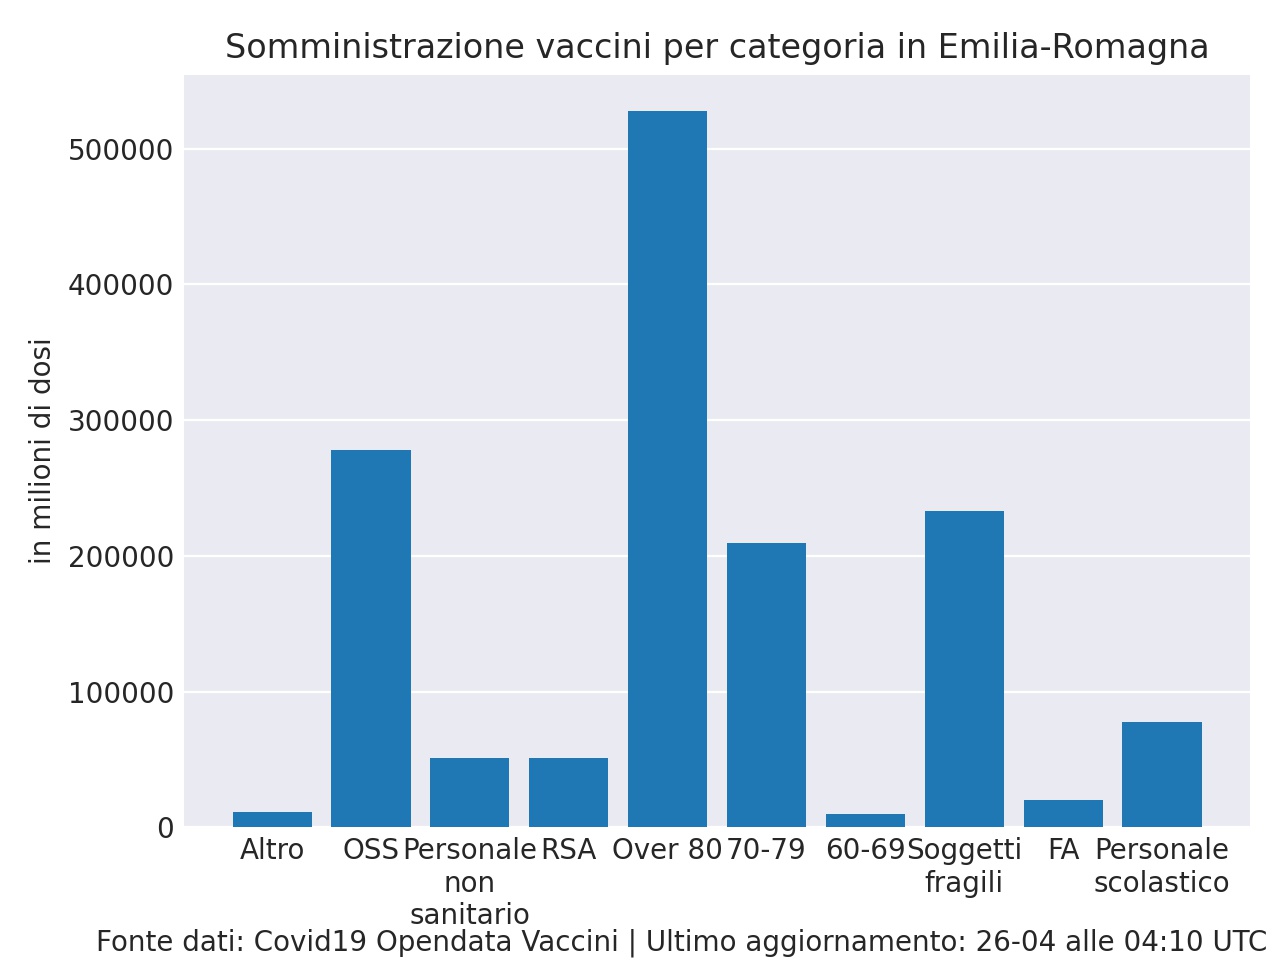 Somministrazione vaccini per categoria in Emilia-Romagna
in milioni di dosi
500000
400000
300000
200000
100000
0
Altro
OSS
Personale
non
sanitario
RSA
Over 80
70-79
60-69
Soggetti
fragili
FA
Personale
scolastico
Fonte dati: Covid19 Opendata Vaccini | Ultimo aggiornamento: 26-04 alle 04:10 UTC